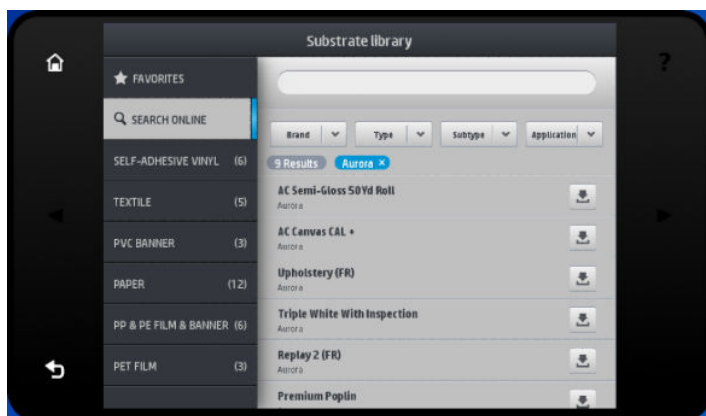 Substrate library
?
FAVORITES
SEARCH ONLINE
SELF-ADHESIVE VINYL (6)
TEXTILE (5)
PVC BANNER (3)
PAPER (12)
PP & PE FILM & BANNER (6)
PET FILM (3)
Brand Type Subtype Application
9 Results Aurora ×
AC Semi-Gloss 50Yd Roll
Aurora
AC Canvas CAL +
Aurora
Upholstery (FR)
Aurora
Triple White With Inspection
Aurora
Replay 2 (FR)
Aurora
Premium Poplin